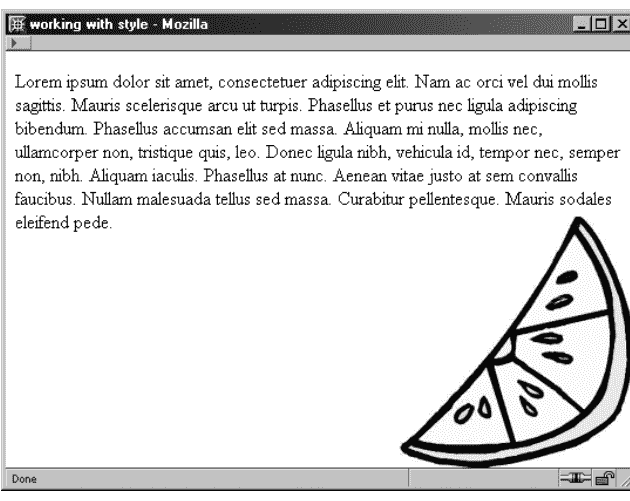 working with style - Mozilla
Lorem ipsum dolor sit amet, consectetuer adipiscing elit. Nam ac orci vel dui mollis
sagittis. Mauris scelerisque arcu ut turpis. Phasellus et purus nec ligula adipiscing
bibendum. Phasellus accumsan elit sed massa. Aliquam mi nulla, mollis nec,
ullamcorper non, tristique quis, leo. Donec ligula nibh, vehicula id, tempor nec, semper
non, nibh. Aliquam iaculis. Phasellus at nunc. Aenean vitae justo at sem convallis
faucibus. Nullam malesuada tellus sed massa. Curabitur pellentesque. Mauris sodales
eleifend pede.
Done